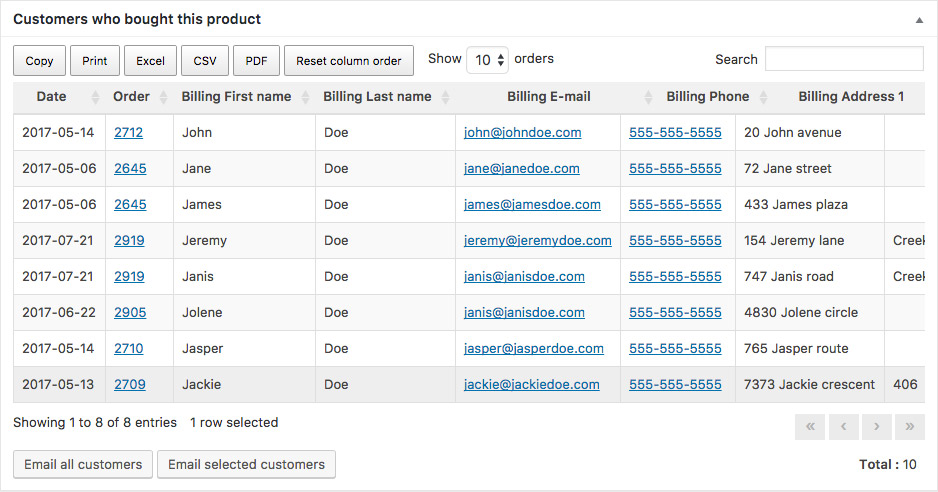 Customers who bought this product
Copy Print Excel CSV PDF Reset column order Show 10 orders Search
Date Order Billing First name Billing Last name Billing E-mail Billing Phone Billing Address 1
2017-05-14 2712 John Doe john@johndoe.com 555-555-5555 20 John avenue
2017-05-06 2645 Jane Doe jane@janedoe.com 555-555-5555 72 Jane street
2017-05-06 2645 James Doe james@jamesdoe.com 555-555-5555 433 James plaza
2017-07-21 2919 Jeremy Doe jeremy@jeremydoe.com 555-555-5555 154 Jeremy lane Creek
2017-07-21 2919 Janis Doe janis@janisdoe.com 555-555-5555 747 Janis road Creek
2017-06-22 2905 Jolene Doe janis@janisdoe.com 555-555-5555 4830 Jolene circle
2017-05-14 2710 Jasper Doe jasper@jasperdoe.com 555-555-5555 765 Jasper route
2017-05-13 2709 Jackie Doe jackie@jackiedoe.com 555-555-5555 7373 Jackie crescent 406
Showing 1 to 8 of 8 entries 1 row selected « ‹ › »
Email all customers Email selected customers Total : 10